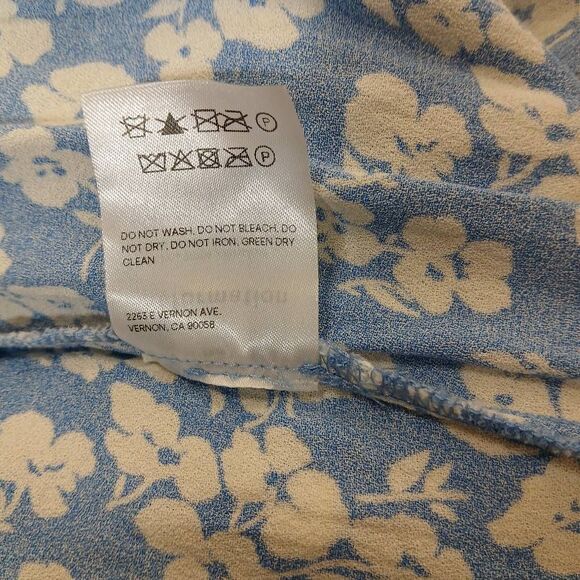 P
P
DO NOT WASH, DO NOT BLEACH, DO
NOT DRY, DO NOT IRON, GREEN DRY
CLEAN
2263 E VERNON AVE.
VERNON, CA 90058